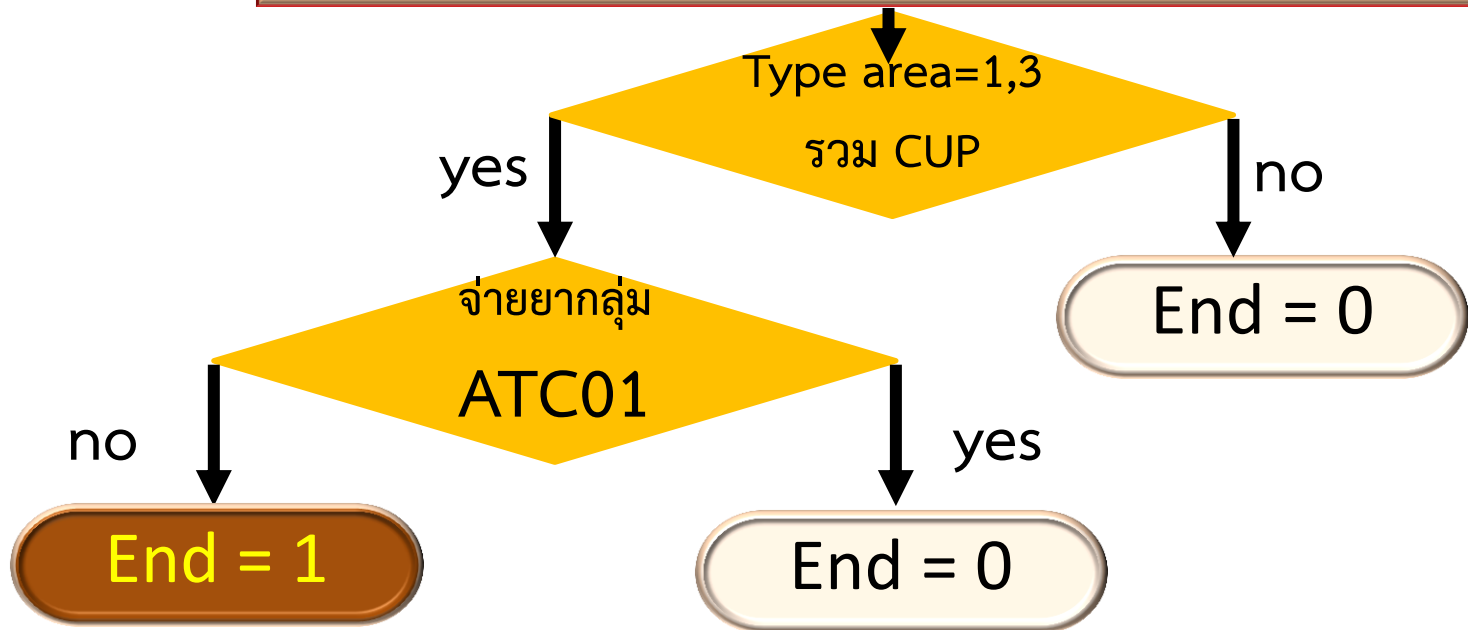 Type area=1,3
รวม CUP
yes
no
จ่ายยากลุ่ม
ATC01
End = 0
no
yes
End = 1
End = 0